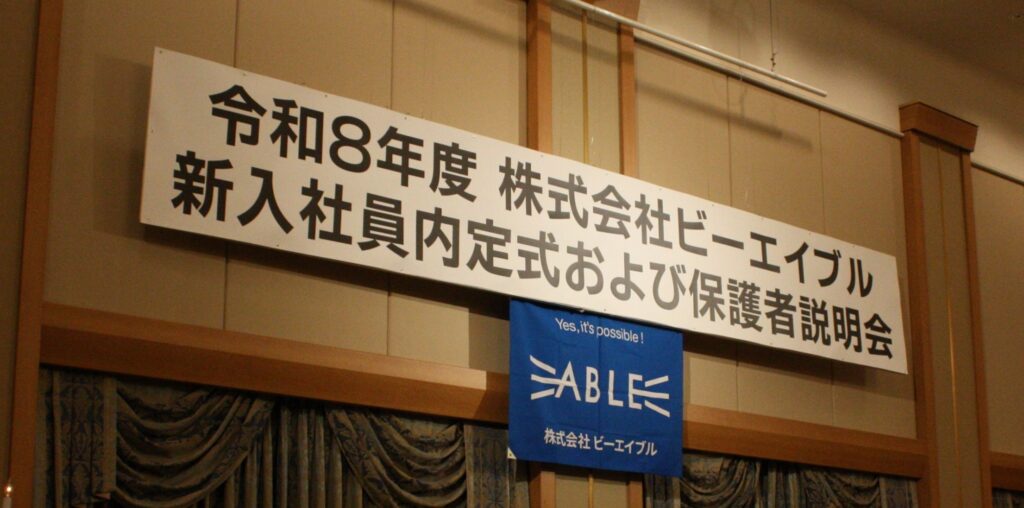 令和8年度 株式会社ビーエイブル
新入社員内定式および保護者説明会
Yes, it's possible!
ABLE
株式会社 ビーエイブル